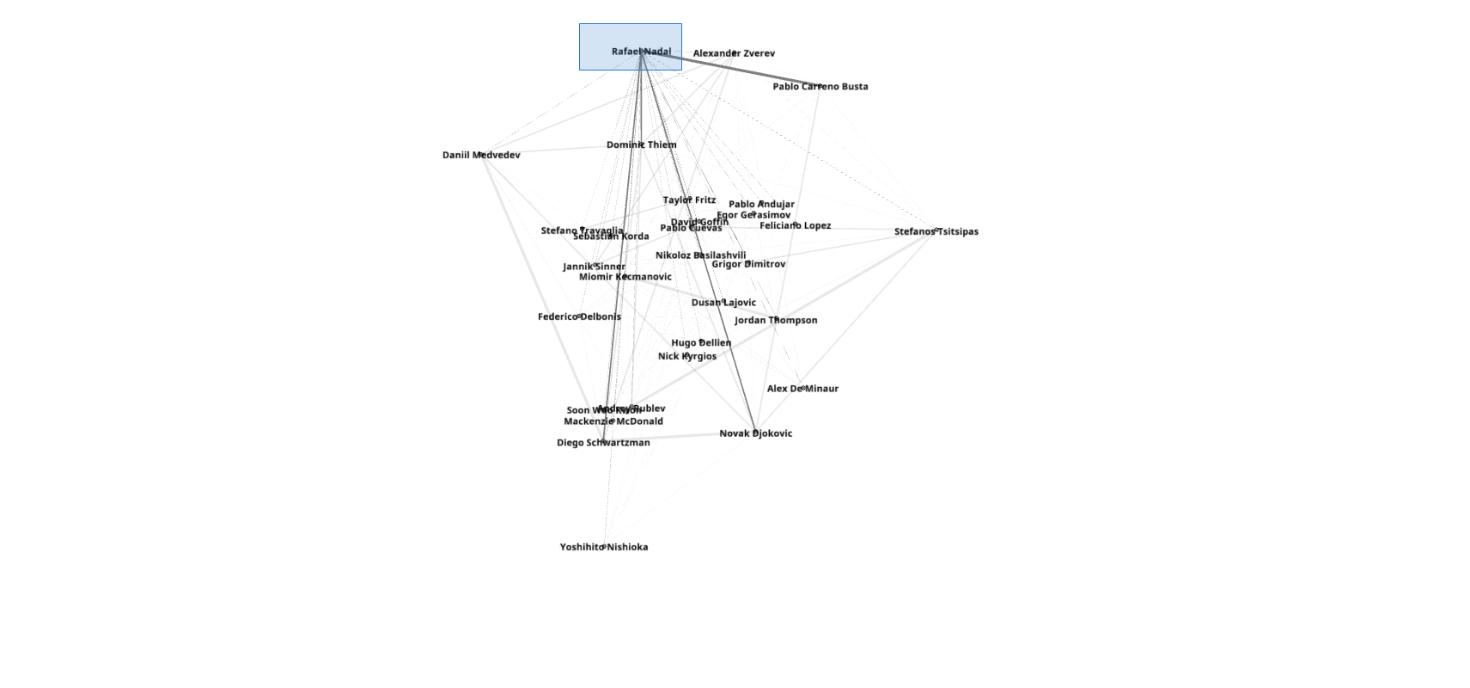 Rafael Nadal
Alexander Zverev
Pablo Carreno Busta
Dominic Thiem
Daniil Medvedev
Taylor Fritz
Pablo Andujar
Egor Gerasimov
David Goffin
Feliciano Lopez
Pablo Cuevas
Stefano Travaglia
Stefanos Tsitsipas
Sebastian Korda
Nikoloz Basilashvili
Grigor Dimitrov
Jannik Sinner
Miomir Kecmanovic
Dusan Lajovic
Federico Delbonis
Jordan Thompson
Hugo Dellien
Nick Kyrgios
Alex De Minaur
Andrey Rublev
Soon Woo Kwon
Mackenzie McDonald
Novak Djokovic
Diego Schwartzman
Yoshihito Nishioka